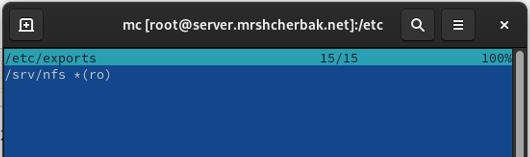 mc [root@server.mrshcherbak.net]:/etc
/etc/exports 15/15 100%
/srv/nfs *(ro)